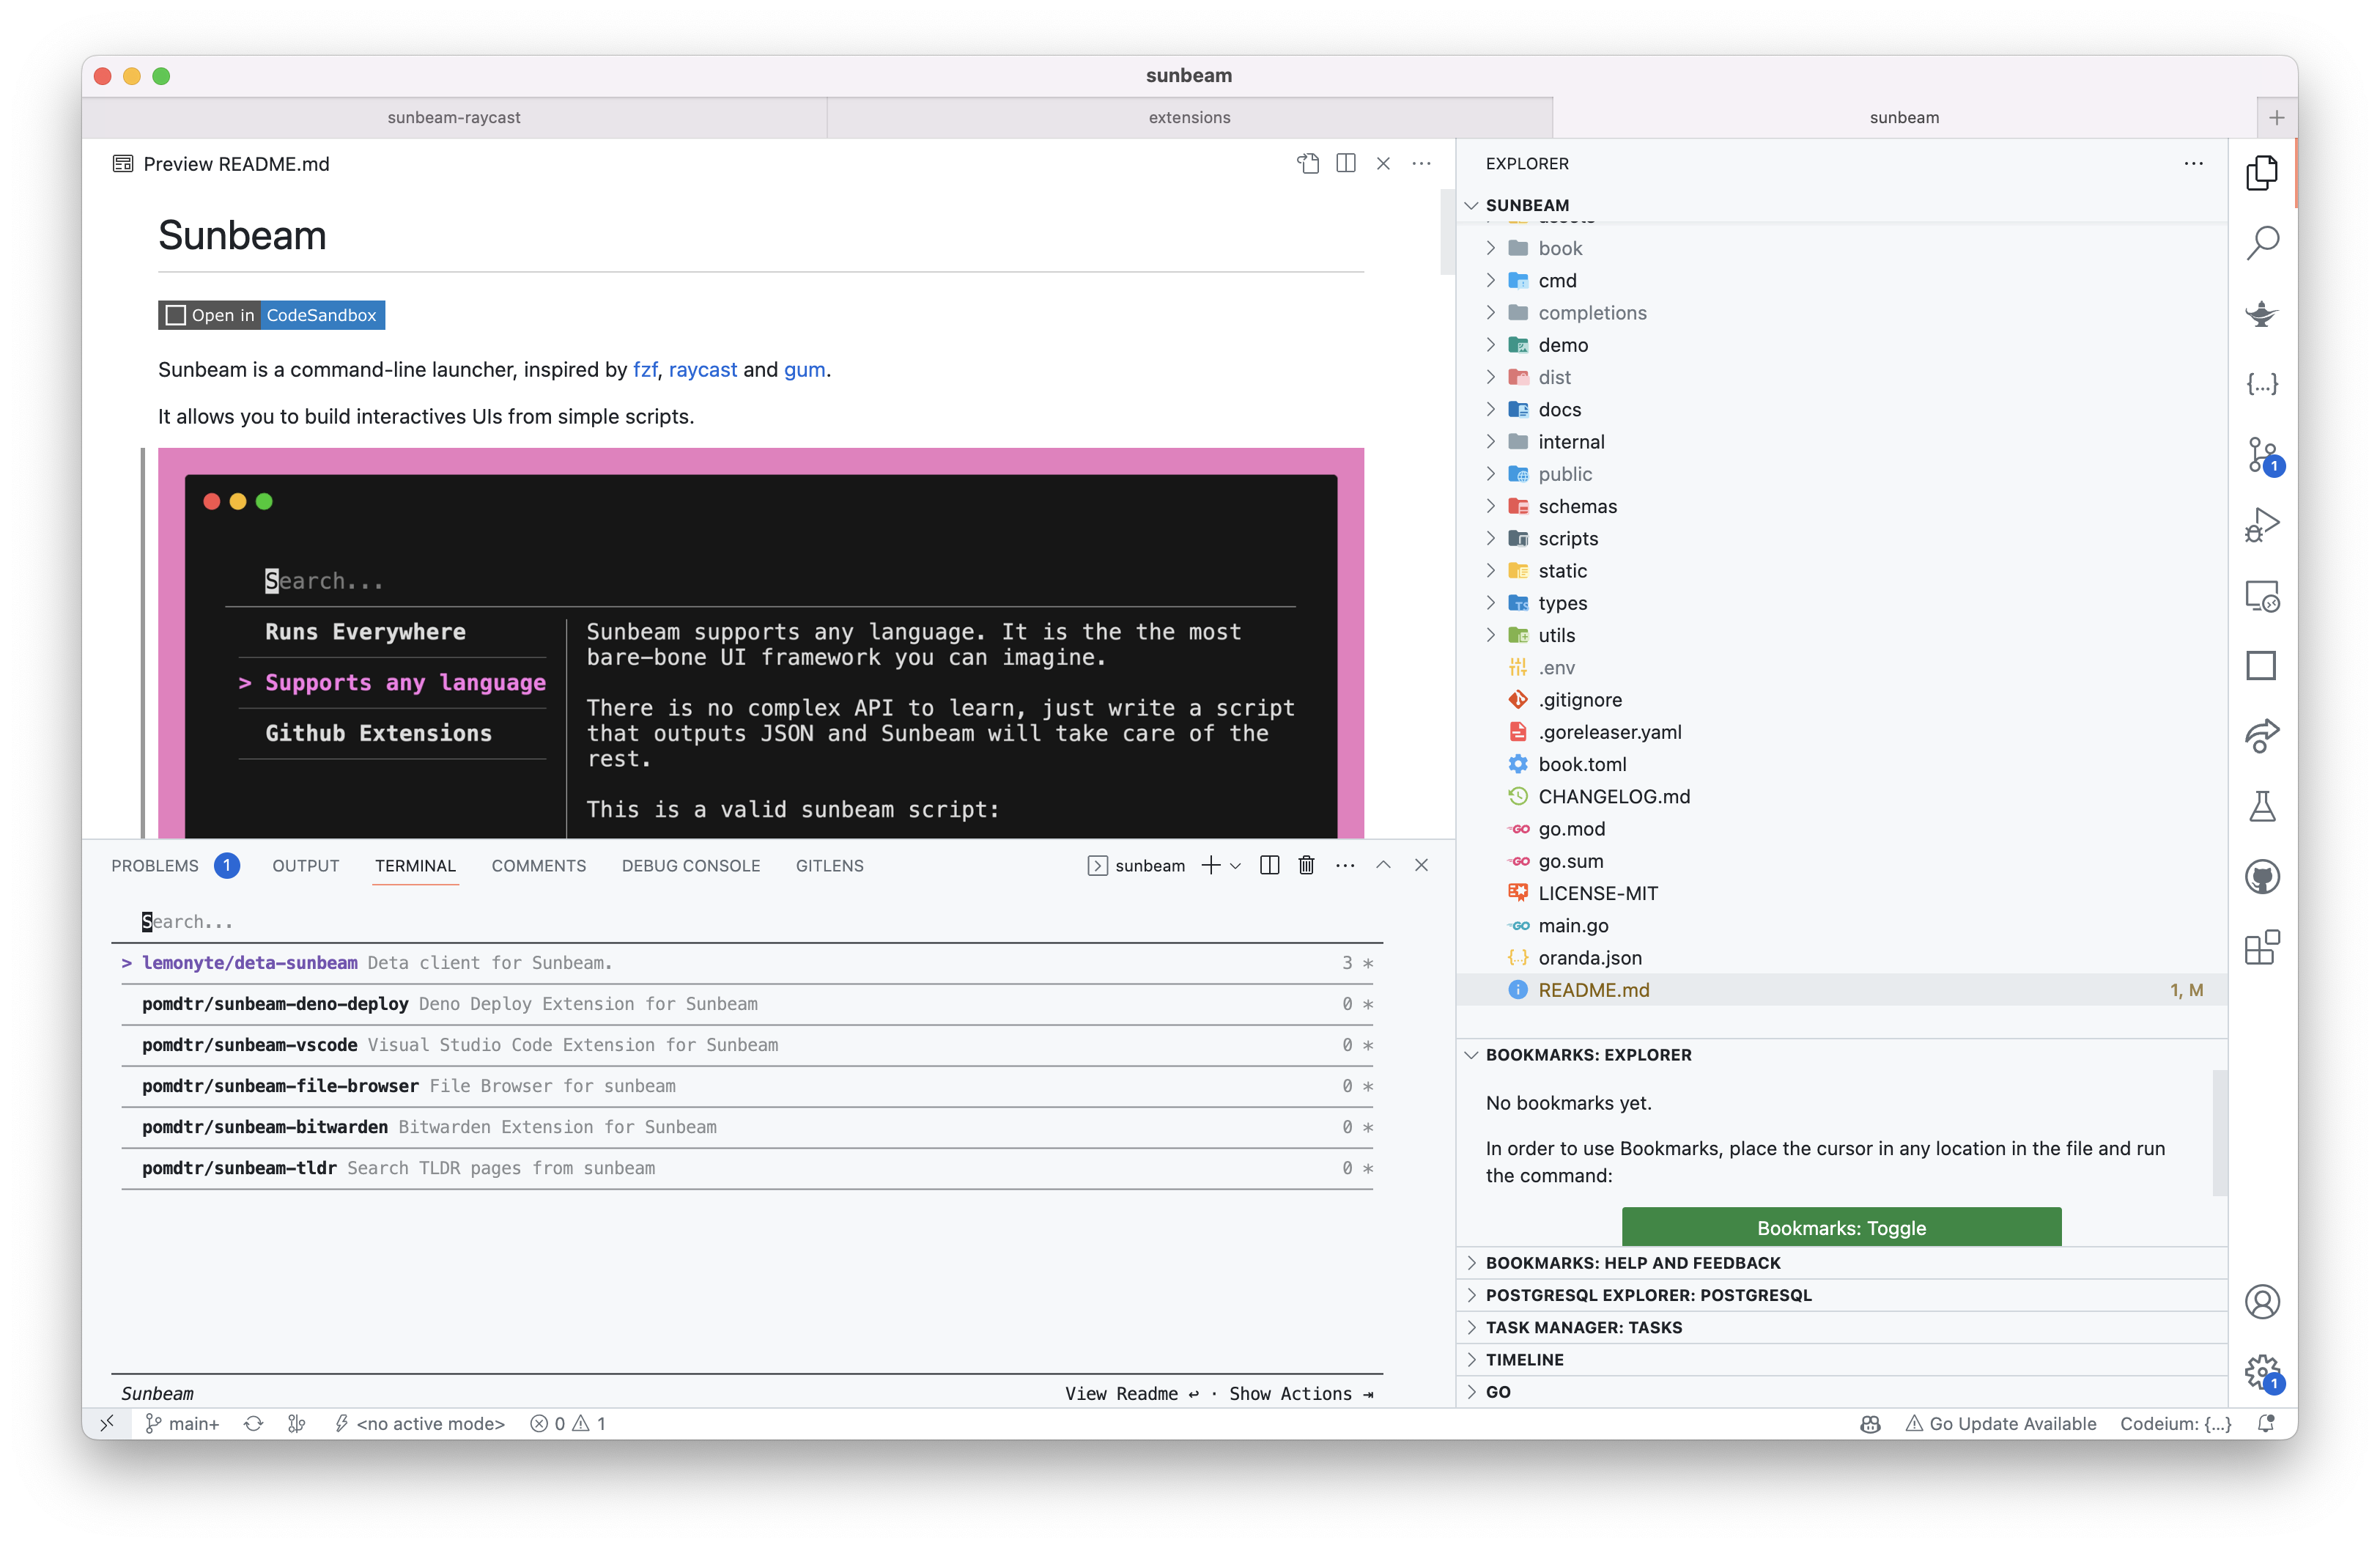 sunbeam
sunbeam-raycast
extensions
sunbeam
Preview README.md
Sunbeam
Open in CodeSandbox
Sunbeam is a command-line launcher, inspired by fzf, raycast and gum.
It allows you to build interactives UIs from simple scripts.
Search...
Runs Everywhere
> Supports any language
Github Extensions
Sunbeam supports any language. It is the the most
bare-bone UI framework you can imagine.
There is no complex API to learn, just write a script
that outputs JSON and Sunbeam will take care of the
rest.
This is a valid sunbeam script:
PROBLEMS 1 OUTPUT TERMINAL COMMENTS DEBUG CONSOLE GITLENS
sunbeam
Search...
> lemonyte/deta-sunbeam Deta client for Sunbeam. 3 *
pomdtr/sunbeam-deno-deploy Deno Deploy Extension for Sunbeam 0 *
pomdtr/sunbeam-vscode Visual Studio Code Extension for Sunbeam 0 *
pomdtr/sunbeam-file-browser File Browser for sunbeam 0 *
pomdtr/sunbeam-bitwarden Bitwarden Extension for Sunbeam 0 *
pomdtr/sunbeam-tldr Search TLDR pages from sunbeam 0 *
Sunbeam
View Readme ↩ · Show Actions ⇥
EXPLORER
SUNBEAM
assets
book
cmd
completions
demo
dist
docs
internal
public
schemas
scripts
static
types
utils
.env
.gitignore
.goreleaser.yaml
book.toml
CHANGELOG.md
go.mod
go.sum
LICENSE-MIT
main.go
oranda.json
README.md 1, M
BOOKMARKS: EXPLORER
No bookmarks yet.
In order to use Bookmarks, place the cursor in any location in the file and run
the command:
Bookmarks: Toggle
BOOKMARKS: HELP AND FEEDBACK
POSTGRESQL EXPLORER: POSTGRESQL
TASK MANAGER: TASKS
TIMELINE
GO
1
1
main+ <no active mode> 0 1
Go Update Available Codeium: {...}